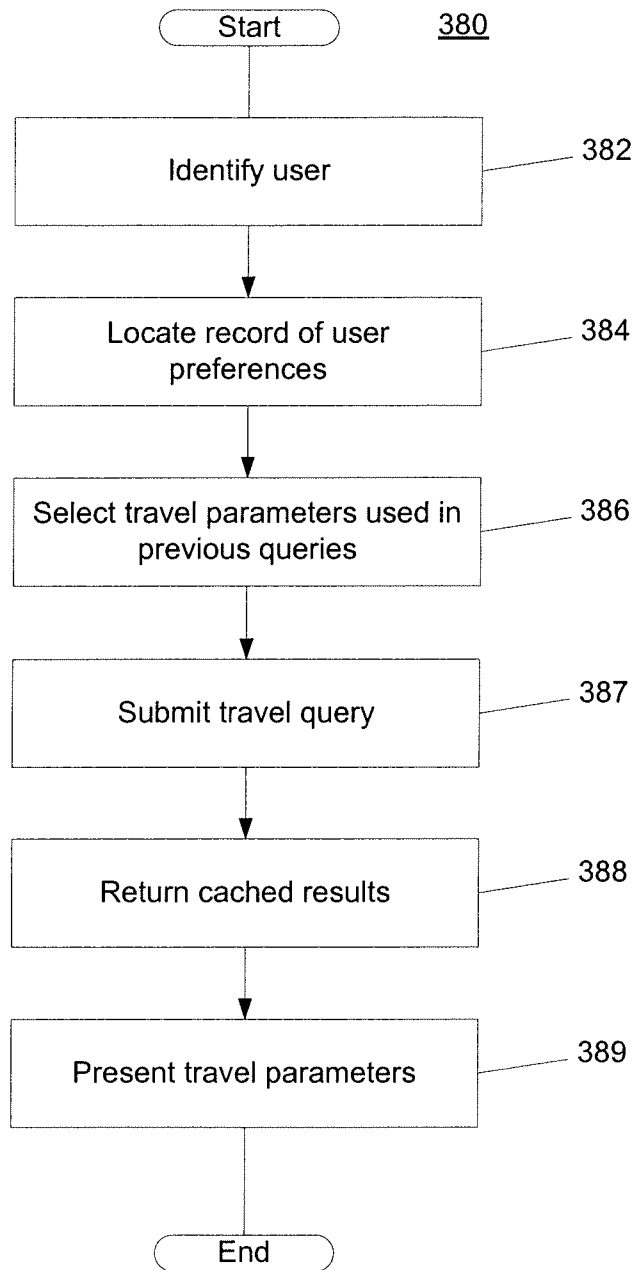 Start
380
Identify user
382
Locate record of user
preferences
384
Select travel parameters used in
previous queries
386
Submit travel query
387
Return cached results
388
Present travel parameters
389
End